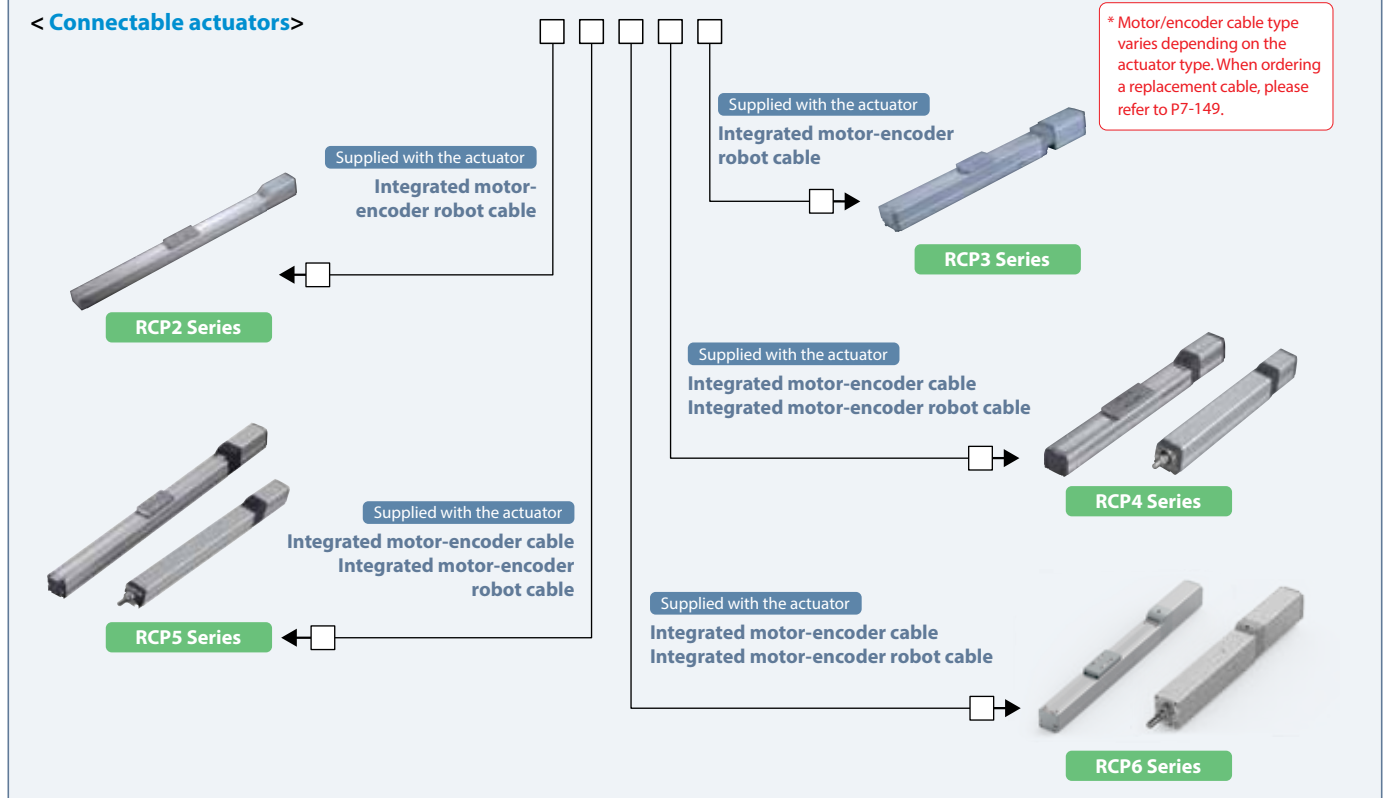 < Connectable actuators>
* Motor/encoder cable type
varies depending on the
actuator type. When ordering
a replacement cable, please
refer to P7-149.
Supplied with the actuator
Integrated motor-encoder
robot cable
RCP3 Series
Supplied with the actuator
Integrated motor-
encoder robot cable
RCP2 Series
Supplied with the actuator
Integrated motor-encoder cable
Integrated motor-encoder robot cable
RCP4 Series
Supplied with the actuator
Integrated motor-encoder cable
Integrated motor-encoder
robot cable
RCP5 Series
Supplied with the actuator
Integrated motor-encoder cable
Integrated motor-encoder robot cable
RCP6 Series